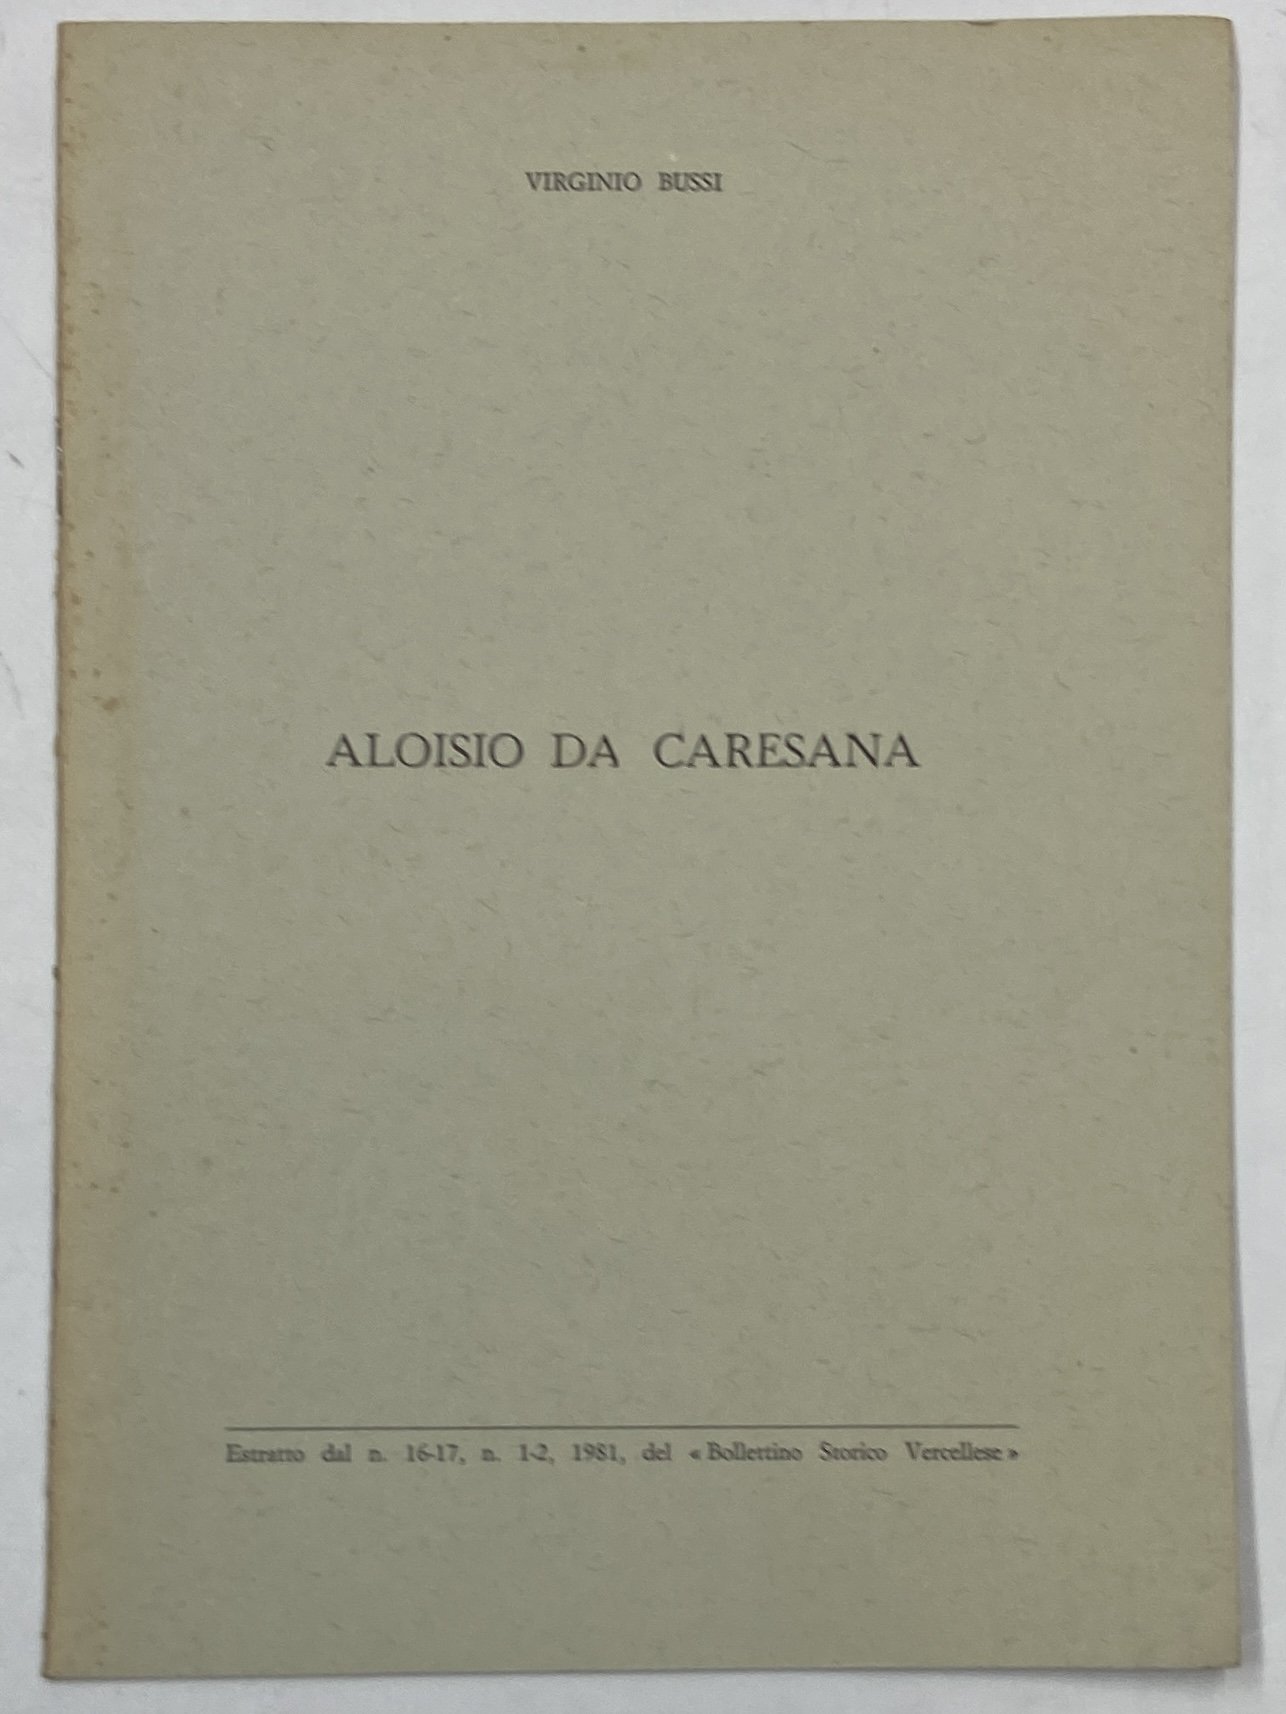 VIRGINIO BUSSI
ALOISIO DA CARESANA
Estratto dal n. 16-17, n. 1-2, 1981, del « Bollettino Storico Vercellese »